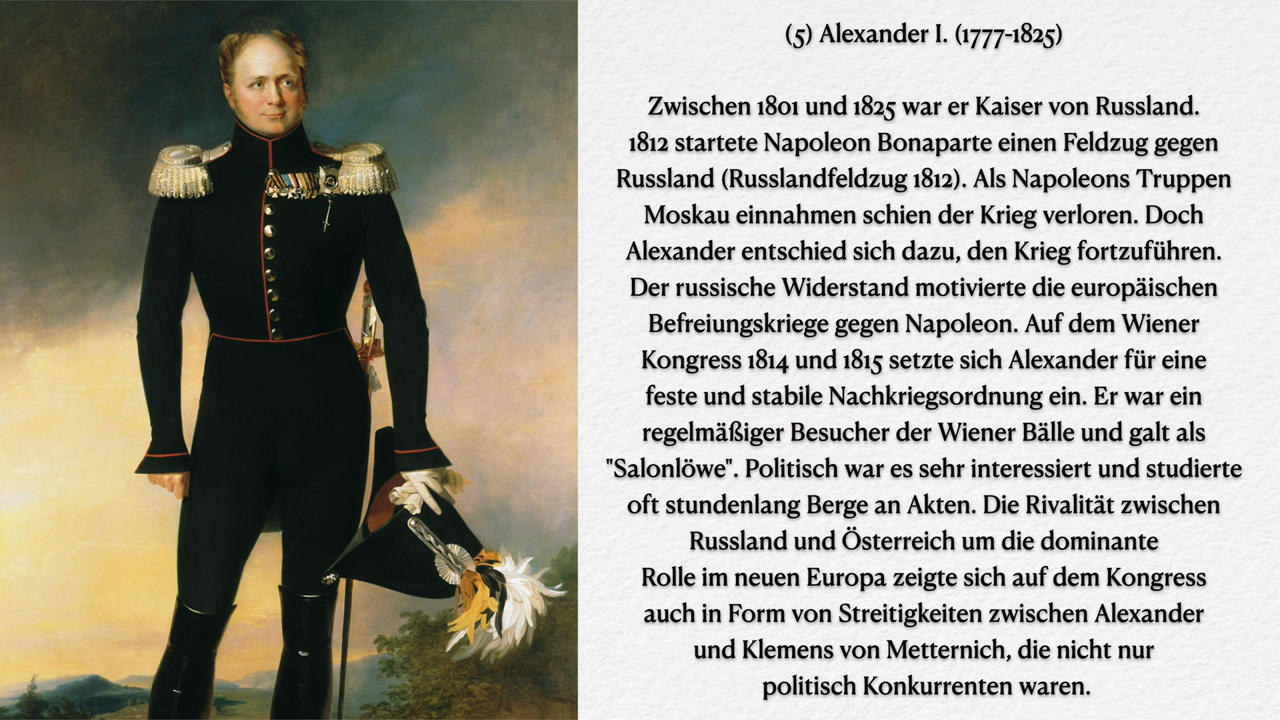 (5) Alexander I. (1777-1825)
Zwischen 1801 und 1825 war er Kaiser von Russland.
1812 startete Napoleon Bonaparte einen Feldzug gegen
Russland (Russlandfeldzug 1812). Als Napoleons Truppen
Moskau einnahmen schien der Krieg verloren. Doch
Alexander entschied sich dazu, den Krieg fortzuführen.
Der russische Widerstand motivierte die europäischen
Befreiungskriege gegen Napoleon. Auf dem Wiener
Kongress 1814 und 1815 setzte sich Alexander für eine
feste und stabile Nachkriegsordnung ein. Er war ein
regelmäßiger Besucher der Wiener Bälle und galt als
"Salonlöwe". Politisch war es sehr interessiert und studierte
oft stundenlang Berge an Akten. Die Rivalität zwischen
Russland und Österreich um die dominante
Rolle im neuen Europa zeigte sich auf dem Kongress
auch in Form von Streitigkeiten zwischen Alexander
und Klemens von Metternich, die nicht nur
politisch Konkurrenten waren.